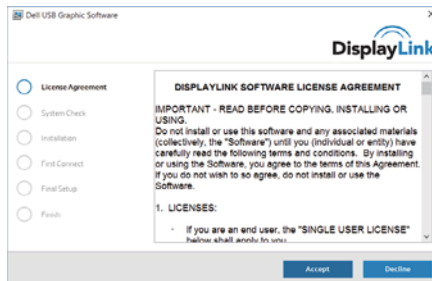 Dell USB Graphic Software
DisplayLink
License Agreement
System Check
Installation
First Connect
Final Setup
Finish
DISPLAYLINK SOFTWARE LICENSE AGREEMENT
IMPORTANT - READ BEFORE COPYING, INSTALLING OR
USING.
Do not install or use this software and any associated materials
(collectively, the "Software") until you (individual or entity) have
carefully read the following terms and conditions. By installing
or using the Software, you agree to the terms of this Agreement.
If you do not wish to so agree, do not install or use the
Software.
1. LICENSES:
· If you are an end user, the "SINGLE USER LICENSE"
below shall apply to you
Accept
Decline